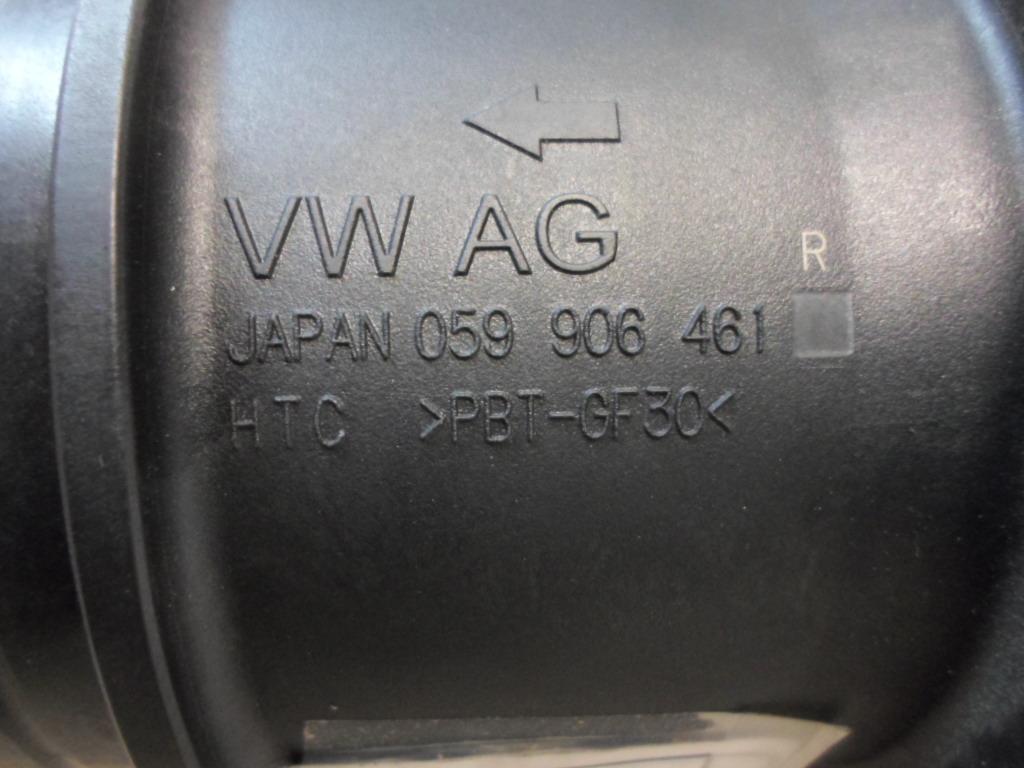 VW AG
R
JAPAN 059 906 461
HTC >PBT-GF30<